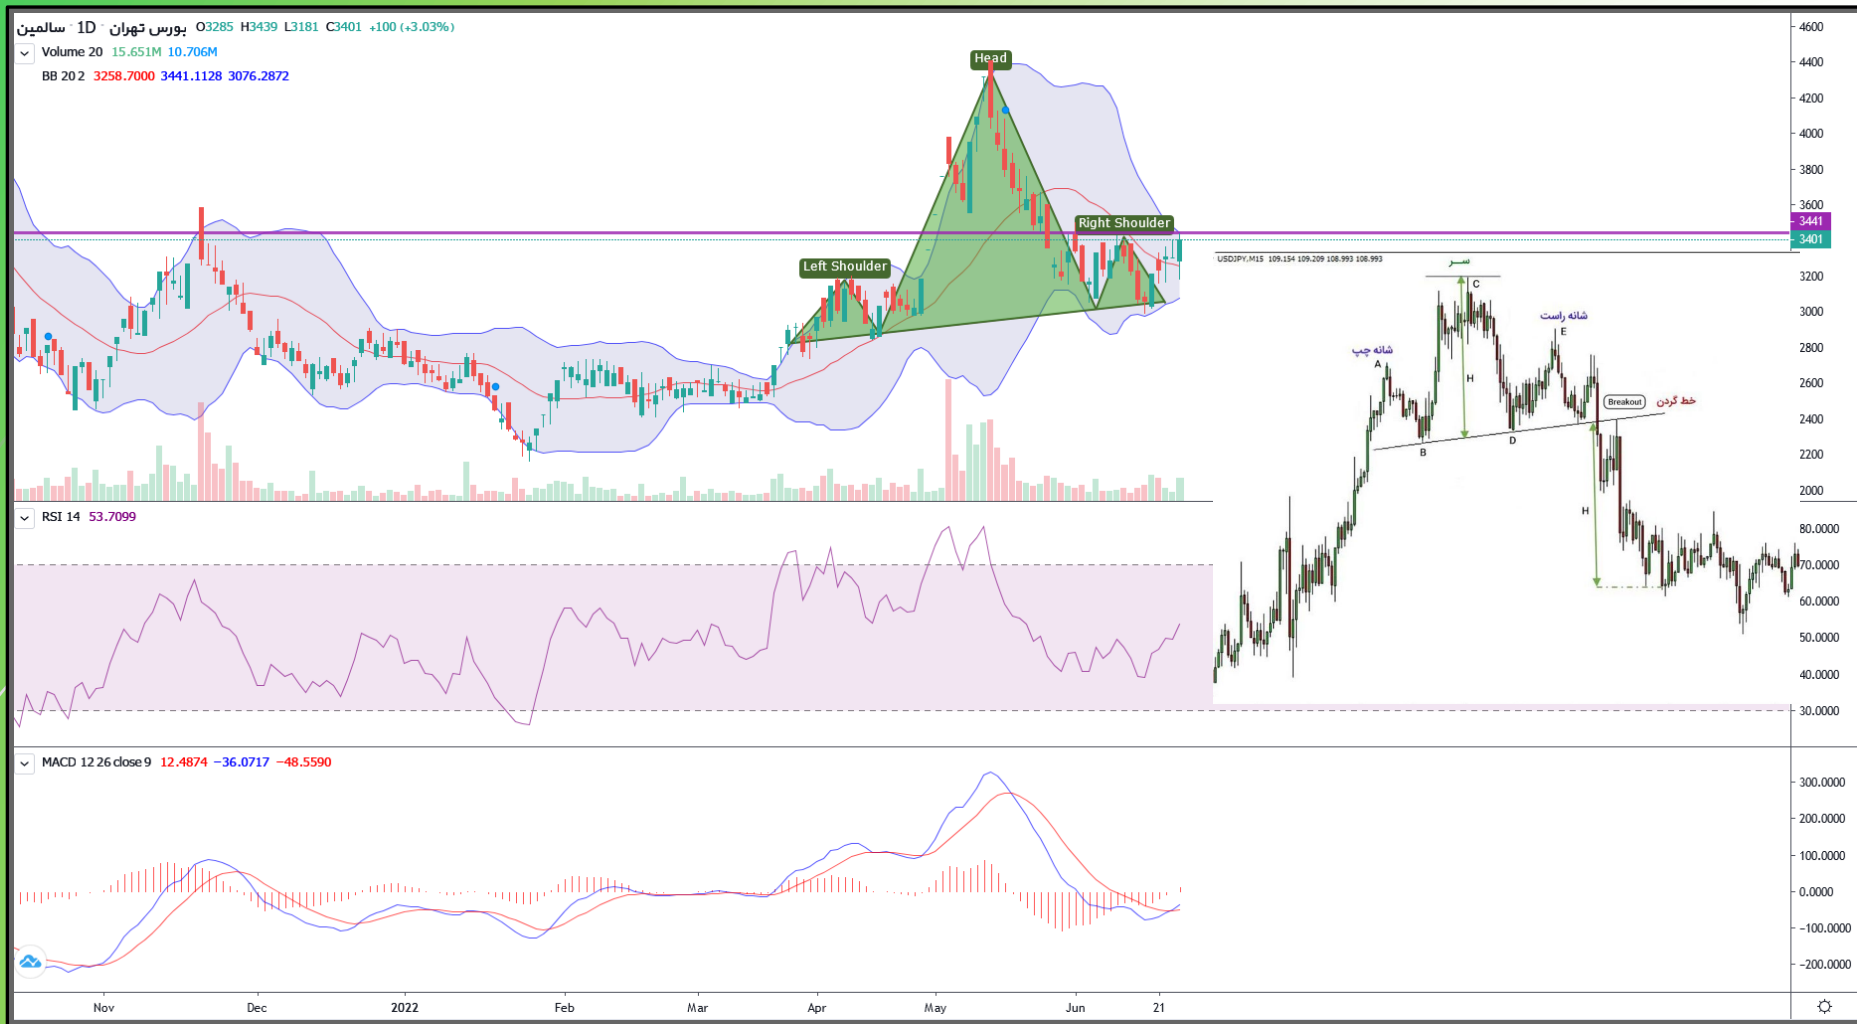 سالمین - 1D - بورس تهران O3285 H3439 L3181 C3401 +100 (+3.03%)
Volume 20 15.651M 10.706M
BB 20 2 3258.7000 3441.1128 3076.2872
Head
Right Shoulder
Left Shoulder
4600
4400
4200
4000
3800
3600
3441
3401
3200
3000
2800
2600
2400
2200
2000
USDJPY,M15 109.154 109.209 108.993 108.993
سر
C
شانه راست
E
شانه چپ
A
H
Breakout
خط گردن
B
D
H
RSI 14 53.7099
80.0000
70.0000
60.0000
50.0000
40.0000
30.0000
MACD 12 26 close 9 12.4874 −36.0717 −48.5590
300.0000
200.0000
100.0000
0.0000
−100.0000
−200.0000
Nov Dec 2022 Feb Mar Apr May Jun 21